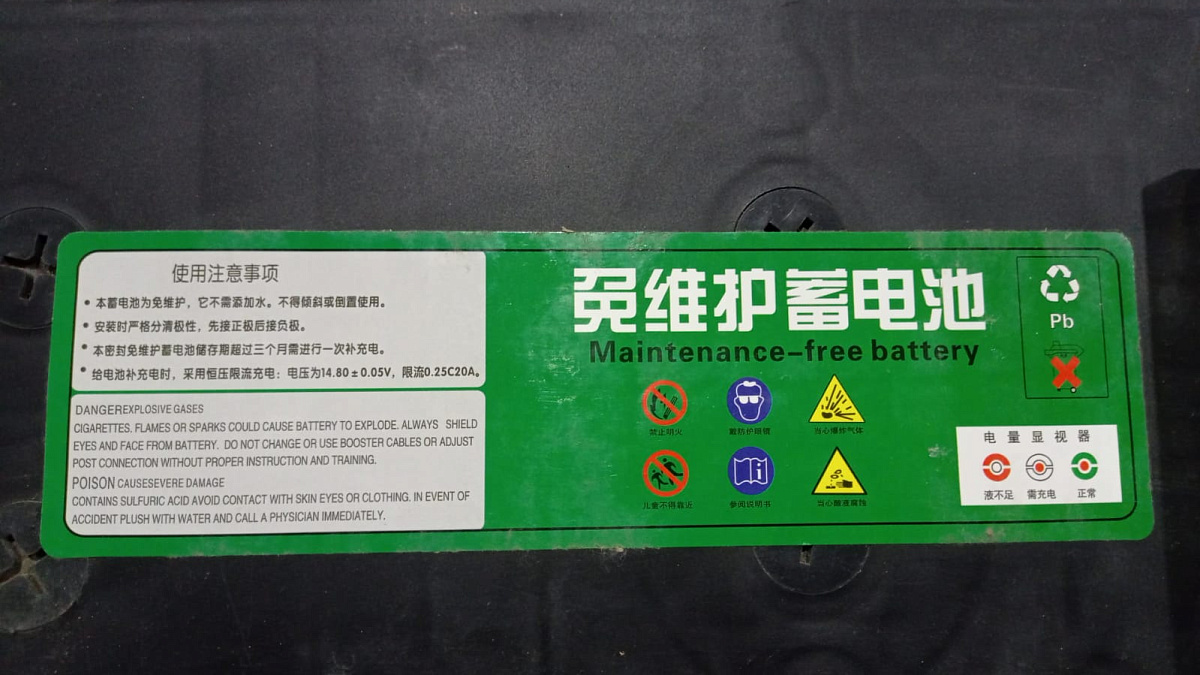 使用注意事项
• 本蓄电池为免维护，它不需添加水。不得倾斜或倒置使用。
• 安装时严格分清极性，先接正极后接负极。
• 本密封免维护蓄电池储存期超过三个月需进行一次补充电。
• 给电池补充电时，采用恒压限流充电：电压为14.80±0.05V，限流0.25C20A。
DANGEREXPLOSIVE GASES
CIGARETTES. FLAMES OR SPARKS COULD CAUSE BATTERY TO EXPLODE. ALWAYS SHIELD
EYES AND FACE FROM BATTERY. DO NOT CHANGE OR USE BOOSTER CABLES OR ADJUST
POST CONNECTION WITHOUT PROPER INSTRUCTION AND TRAINING.
POISON CAUSESEVERE DAMAGE
CONTAINS SULFURIC ACID AVOID CONTACT WITH SKIN EYES OR CLOTHING. IN EVENT OF
ACCIDENT PLUSH WITH WATER AND CALL A PHYSICIAN IMMEDIATELY.
免维护蓄电池
Maintenance-free battery
禁止明火
戴防护眼镜
当心爆炸气体
儿童不得靠近
参阅说明书
当心酸液腐蚀
Pb
电量显视器
液不足
需充电
正常